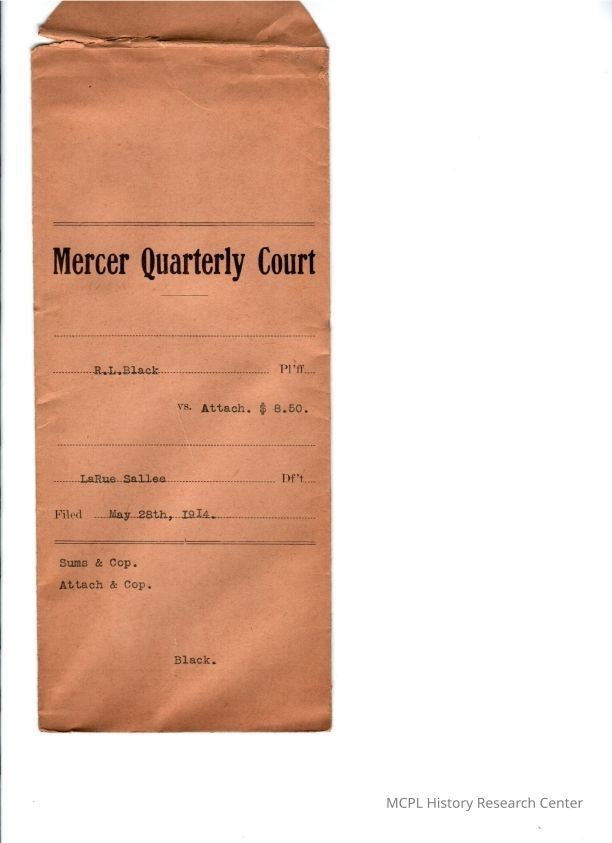 Mercer Quarterly Court
R.L.Black Pl'ff
vs. Attach. $ 8.50.
LaRue Sallee Df't
Filed May 28th, 1914.
Sums & Cop.
Attach & Cop.
Black.
MCPL History Research Center